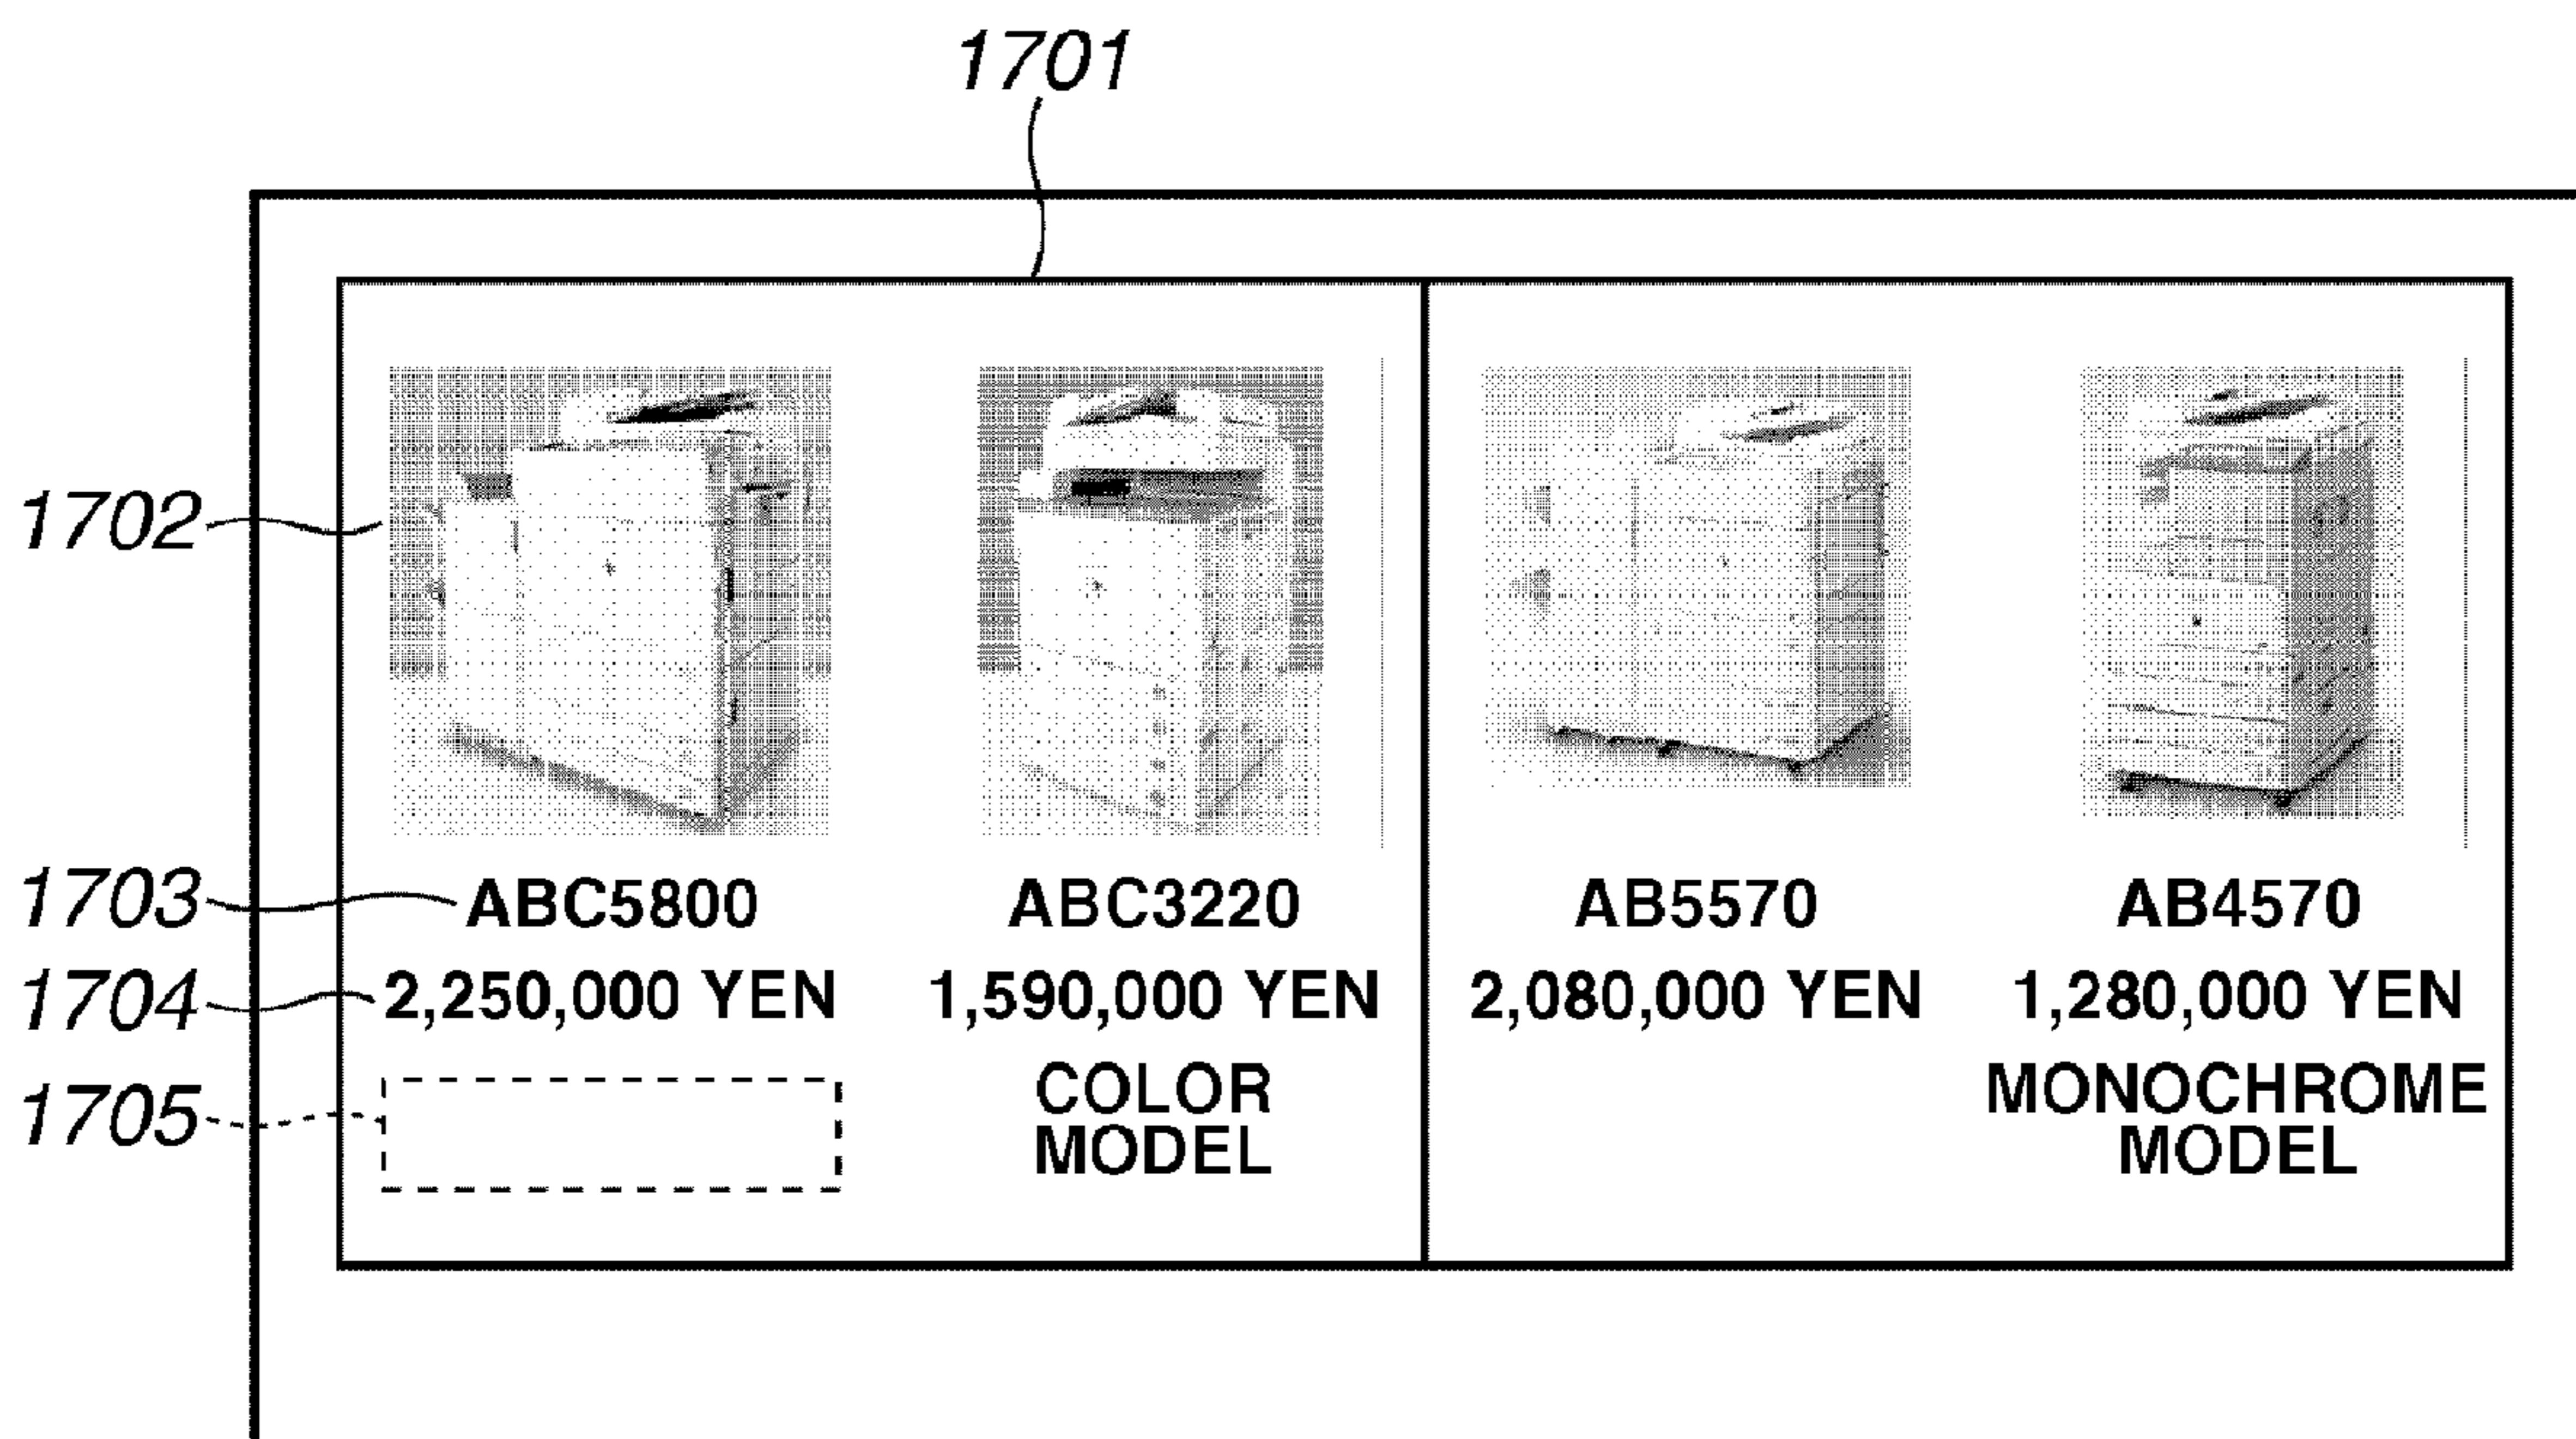 1701
1702
1703
ABC5800 ABC3220 AB5570 AB4570
1704
2,250,000 YEN 1,590,000 YEN 2,080,000 YEN 1,280,000 YEN
1705
COLOR MONOCHROME
MODEL MODEL